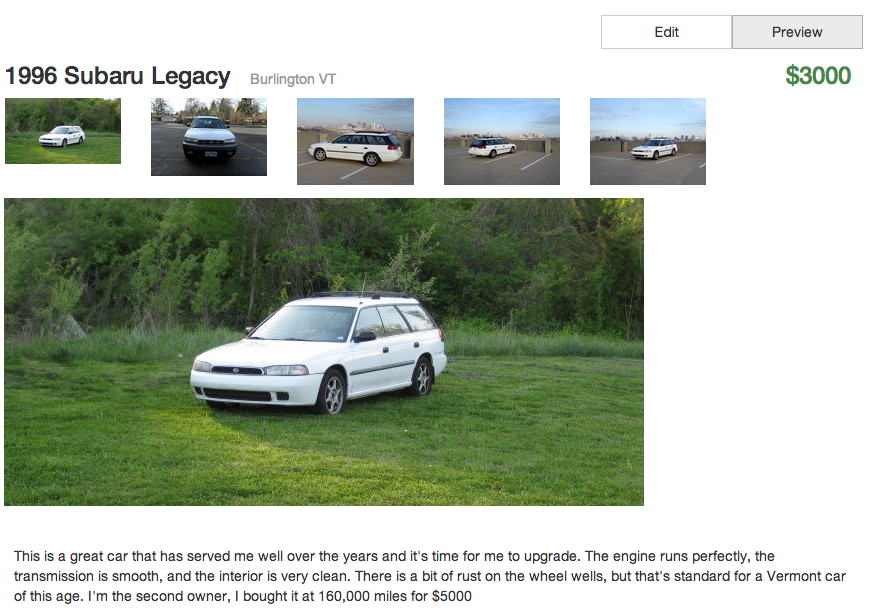 Edit Preview
1996 Subaru Legacy Burlington VT $3000
This is a great car that has served me well over the years and it's time for me to upgrade. The engine runs perfectly, the
transmission is smooth, and the interior is very clean. There is a bit of rust on the wheel wells, but that's standard for a Vermont car
of this age. I'm the second owner, I bought it at 160,000 miles for $5000